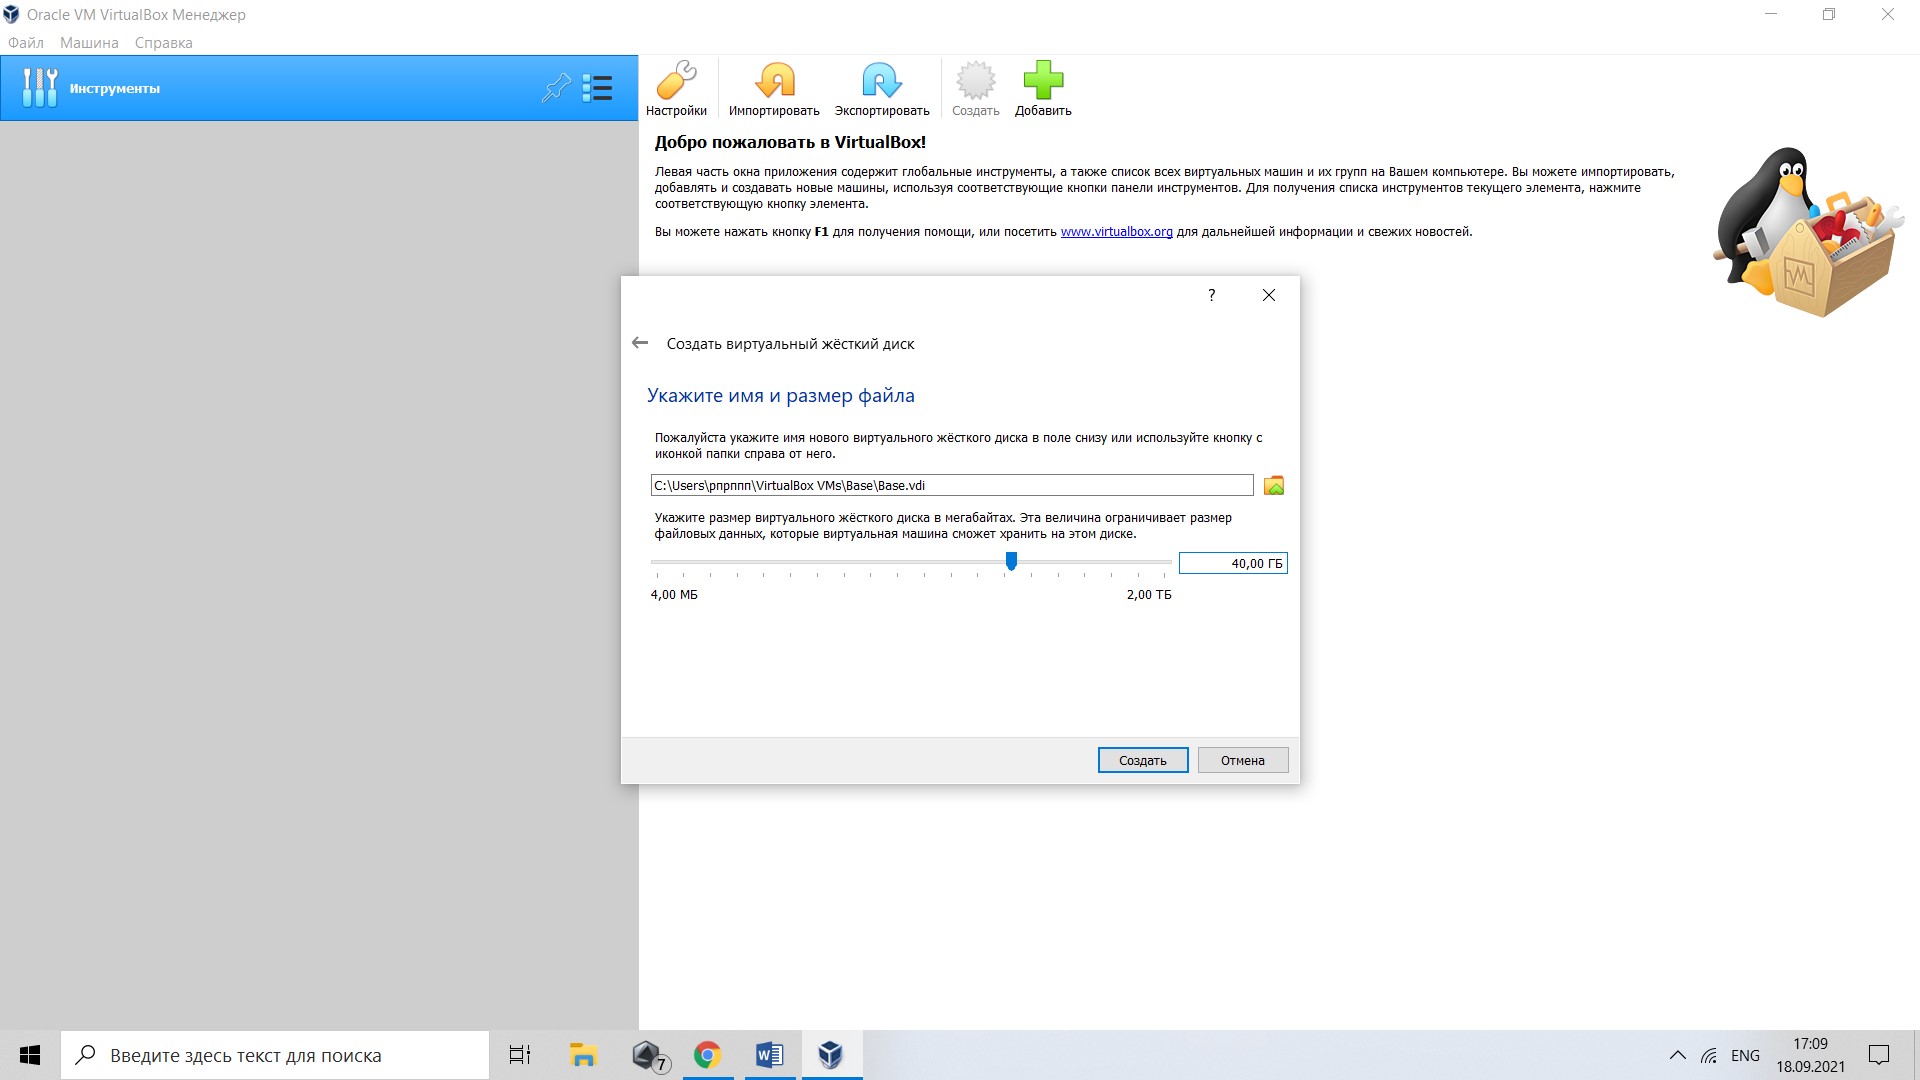 Oracle VM VirtualBox Менеджер
Файл Машина Справка
Инструменты
Настройки Импортировать Экспортировать Создать Добавить
Добро пожаловать в VirtualBox!
Левая часть окна приложения содержит глобальные инструменты, а также список всех виртуальных машин и их групп на Вашем компьютере. Вы можете импортировать,
добавлять и создавать новые машины, используя соответствующие кнопки панели инструментов. Для получения списка инструментов текущего элемента, нажмите
соответствующую кнопку элемента.
Вы можете нажать кнопку F1 для получения помощи, или посетить www.virtualbox.org для дальнейшей информации и свежих новостей.
?
Создать виртуальный жёсткий диск
Укажите имя и размер файла
Пожалуйста укажите имя нового виртуального жёсткого диска в поле снизу или используйте кнопку с
иконкой папки справа от него.
C:\Users\рпрппп\VirtualBox VMs\Base\Base.vdi
Укажите размер виртуального жёсткого диска в мегабайтах. Эта величина ограничивает размер
файловых данных, которые виртуальная машина сможет хранить на этом диске.
40,00 ГБ
4,00 МБ 2,00 ТБ
Создать Отмена
Введите здесь текст для поиска
7
ENG
17:09
18.09.2021